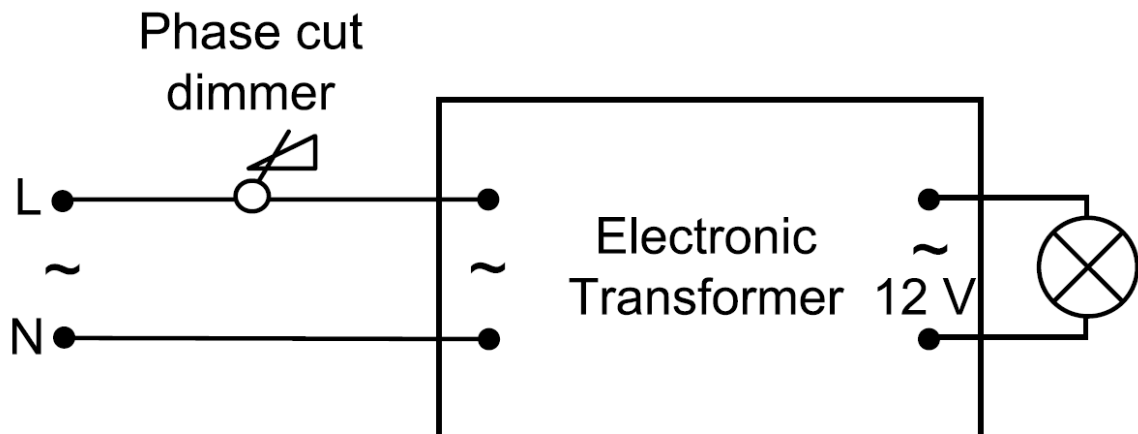 Phase cut
dimmer
L
~
N
~
Electronic
Transformer
~
12 V